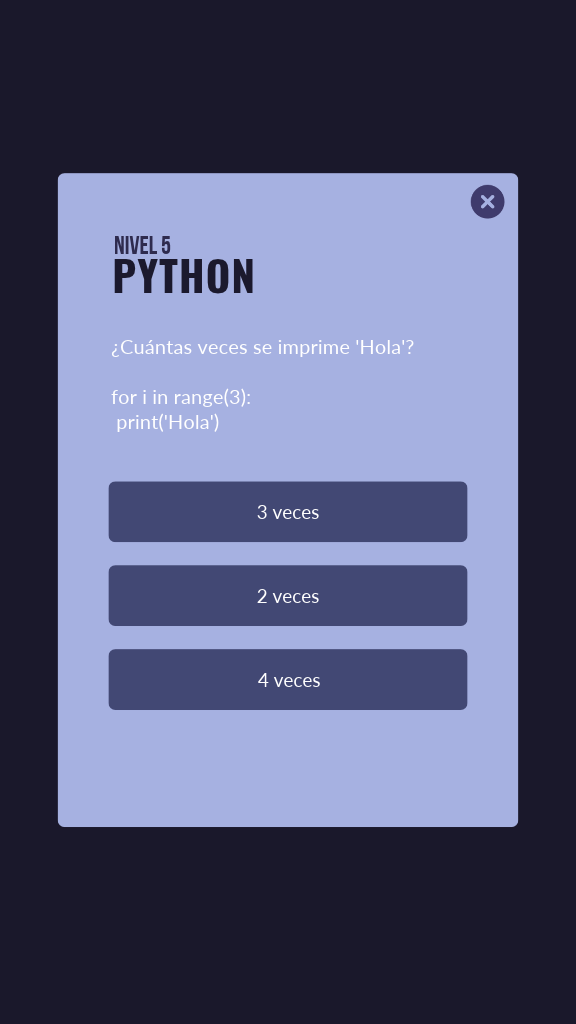 NIVEL 5
PYTHON
¿Cuántas veces se imprime 'Hola'?
for i in range(3):
print('Hola')
3 veces
2 veces
4 veces